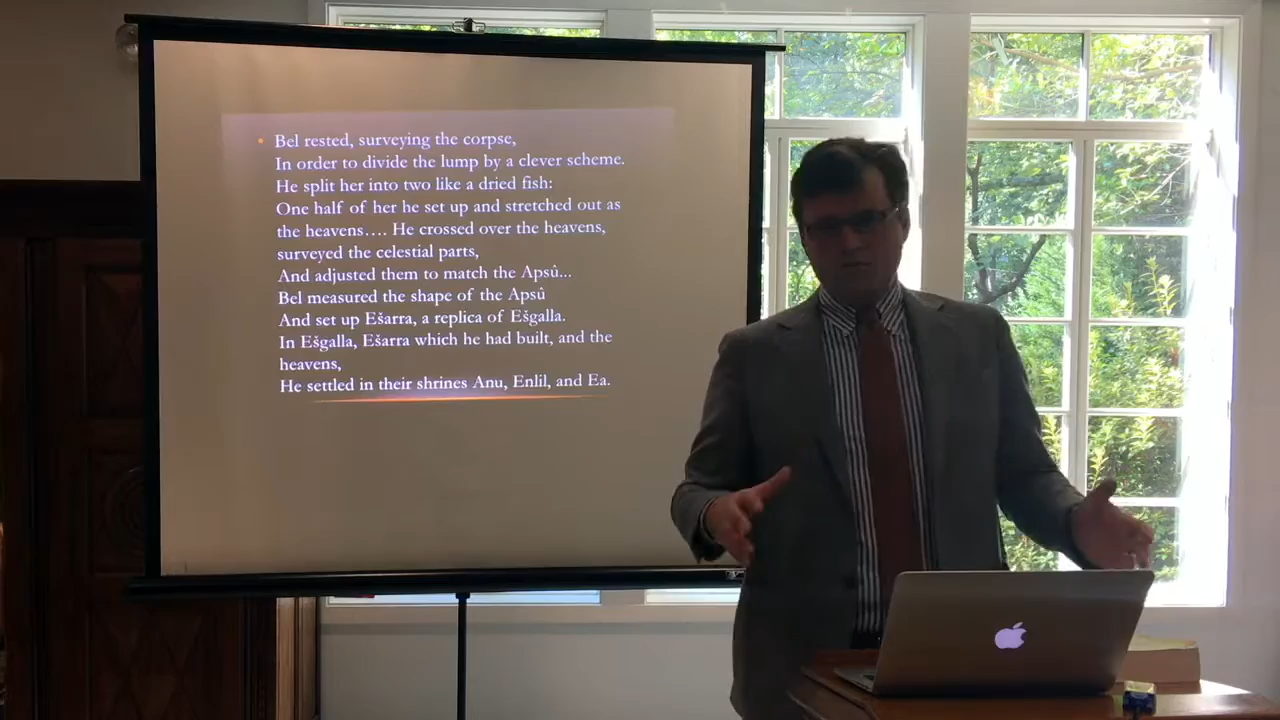 Bel rested, surveying the corpse,
In order to divide the lump by a clever scheme.
He split her into two like a dried fish:
One half of her he set up and stretched out as
the heavens…. He crossed over the heavens,
surveyed the celestial parts,
And adjusted them to match the Apsû...
Bel measured the shape of the Apsû
And set up Ešarra, a replica of Ešgalla.
In Ešgalla, Ešarra which he had built, and the
heavens,
He settled in their shrines Anu, Enlil, and Ea.